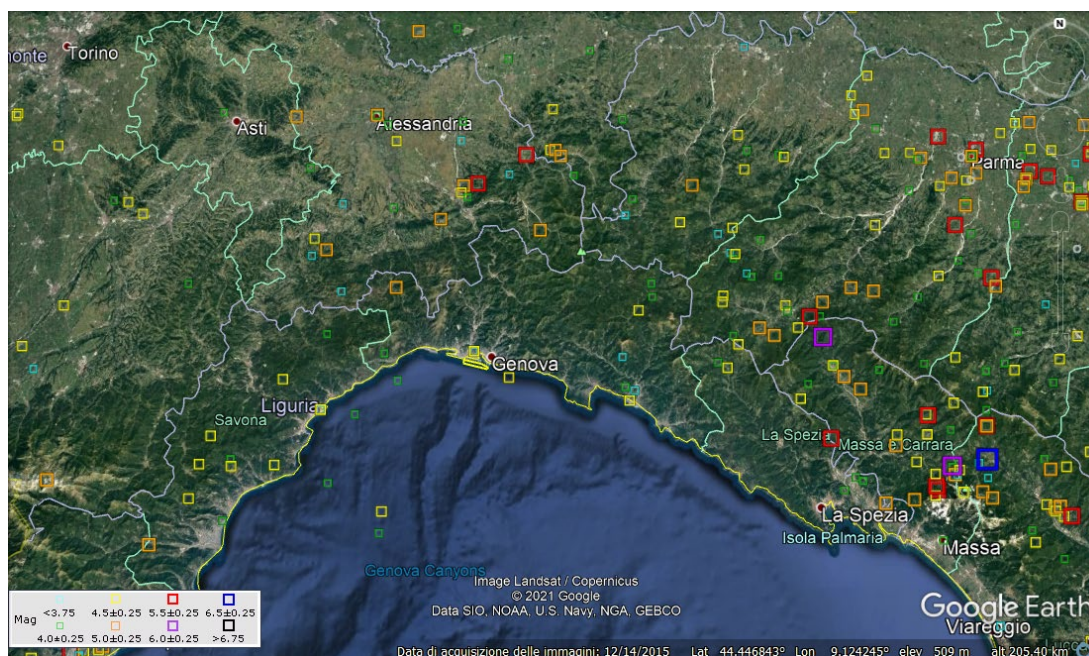 Torino
monte
Asti
Alessandria
Parma
N
Genova
Liguria
Savona
La Spezia
Massa e Carrara
La Spezia
Isola Palmaria
Massa
Genova Canyons
Image Landsat / Copernicus
© 2021 Google
Data SIO, NOAA, U.S. Navy, NGA, GEBCO
Google Earth
Viareggio
Mag
<3.75 4.5±0.25 5.5±0.25 6.5±0.25
4.0±0.25 5.0±0.25 6.0±0.25 >6.75
Data di acquisizione delle immagini: 12/14/2015 Lat 44.446843° Lon 9.124245° elev 509 m alt 205.40 km